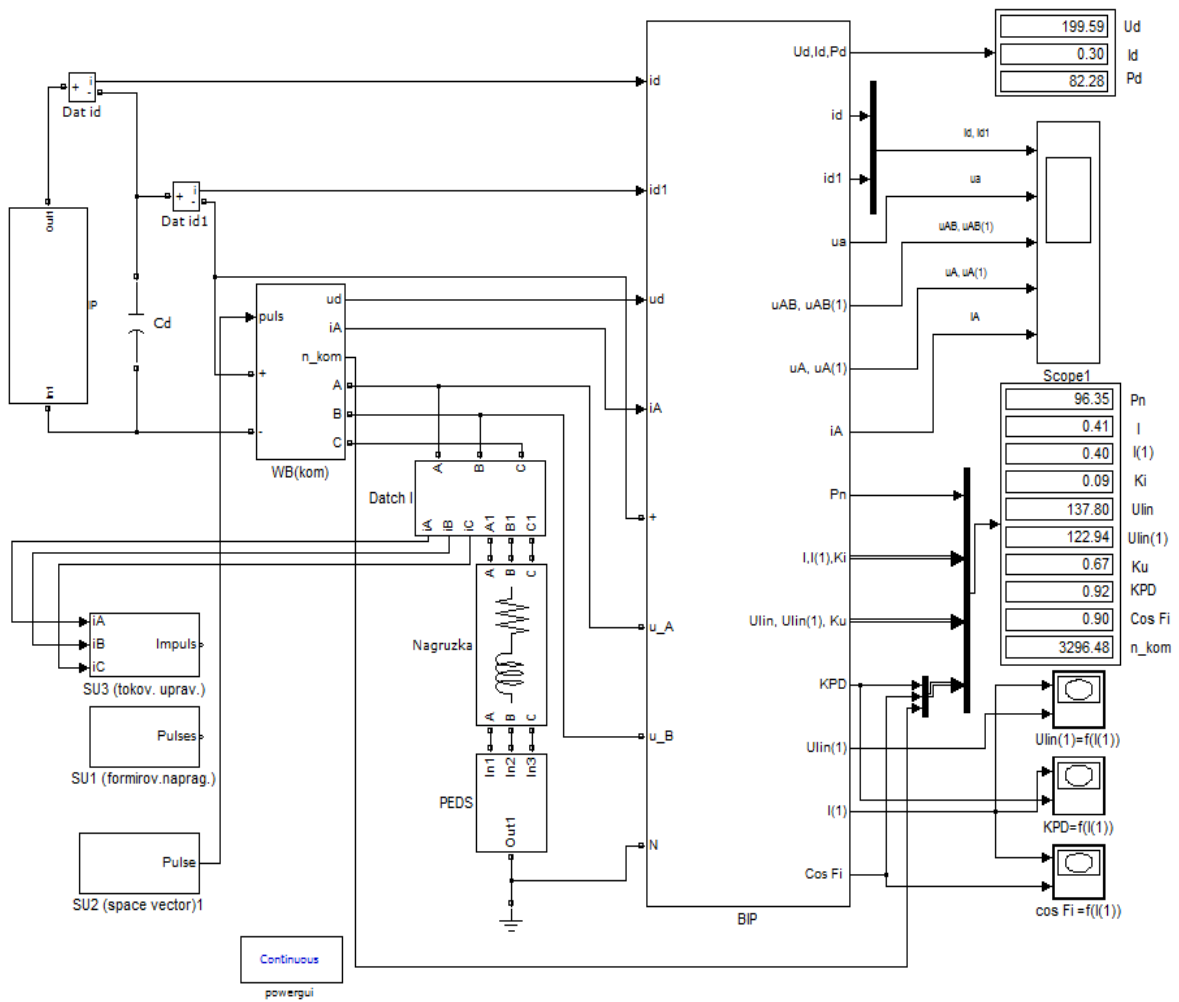 199.59 Ud
0.30 Id
82.28 Pd
Ud,Id,Pd
i
+
-
Dat id
id
id
Id, Id1
i
+
-
Dat id1
id1
id1
ua
out1
IP
In1
Cd
ua
uAB, uAB(1)
uA, uA(1)
IA
Scope1
puls
+
-
ud
iA
n_kom
A
B
C
WB(kom)
ud
uAB, uAB(1)
uA, uA(1)
iA
iA
96.35 Pn
0.41 I
0.40 I(1)
0.09 Ki
137.80 Ulin
122.94 Ulin(1)
0.67 Ku
0.92 KPD
0.90 Cos Fi
3296.48 n_kom
A B C
Datch I
iA iB iC A1 B1 C1
Pn
+
I,I(1),Ki
A B C
Nagruzka
A B C
iA
iB
iC
Impuls
SU3 (tokov. uprav.)
u_A
Ulin, Ulin(1), Ku
KPD
Pulses
SU1 (formirov.naprag.)
u_B
Ulin(1)
Ulin(1)=f(I(1))
In1 In2 In3
PEDS
Out1
I(1)
KPD=f(I(1))
Pulse
SU2 (space vector)1
N
Cos Fi
cos Fi =f(I(1))
BIP
Continuous
powergui